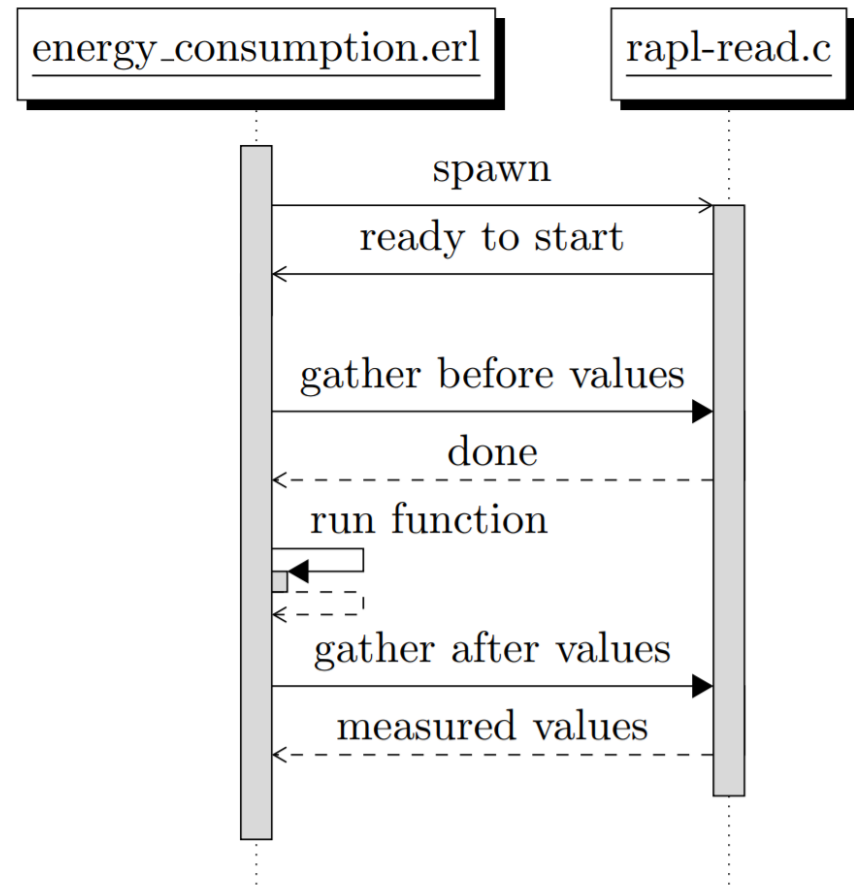 energy_consumption.erl
rapl-read.c
spawn
ready to start
gather before values
done
run function
gather after values
measured values